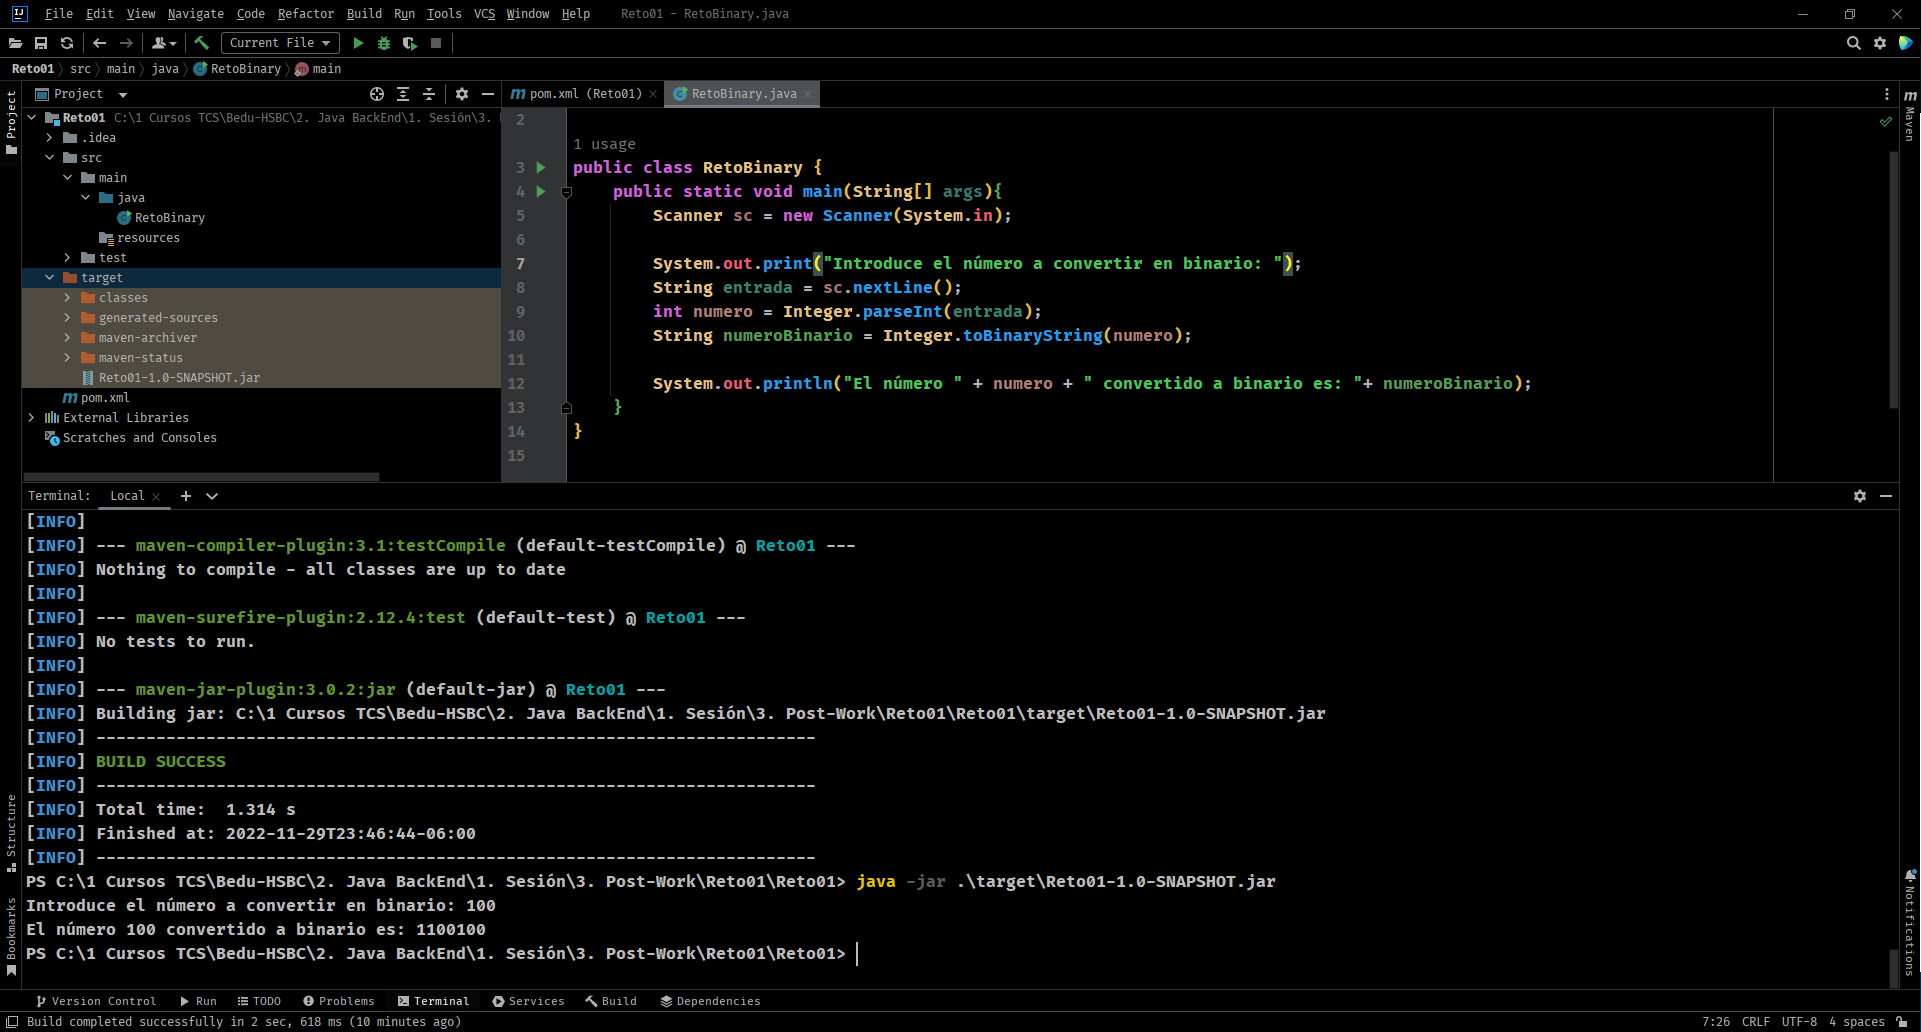 File Edit View Navigate Code Refactor Build Run Tools VCS Window Help Reto01 - RetoBinary.java
Current File
Reto01 src main java RetoBinary main
Project
pom.xml (Reto01) RetoBinary.java
Project
Maven
Reto01 C:\1 Cursos TCS\Bedu-HSBC\2. Java BackEnd\1. Sesión\3.
.idea
src
main
java
RetoBinary
resources
test
target
classes
generated-sources
maven-archiver
maven-status
Reto01-1.0-SNAPSHOT.jar
pom.xml
External Libraries
Scratches and Consoles
2
1 usage
3 public class RetoBinary {
4 public static void main(String[] args){
5 Scanner sc = new Scanner(System.in);
6
7 System.out.print("Introduce el número a convertir en binario: ");
8 String entrada = sc.nextLine();
9 int numero = Integer.parseInt(entrada);
10 String numeroBinario = Integer.toBinaryString(numero);
11
12 System.out.println("El número " + numero + " convertido a binario es: "+ numeroBinario);
13 }
14 }
15
Terminal: Local
[INFO]
[INFO] --- maven-compiler-plugin:3.1:testCompile (default-testCompile) @ Reto01 ---
[INFO] Nothing to compile - all classes are up to date
[INFO]
[INFO] --- maven-surefire-plugin:2.12.4:test (default-test) @ Reto01 ---
[INFO] No tests to run.
[INFO]
[INFO] --- maven-jar-plugin:3.0.2:jar (default-jar) @ Reto01 ---
[INFO] Building jar: C:\1 Cursos TCS\Bedu-HSBC\2. Java BackEnd\1. Sesión\3. Post-Work\Reto01\Reto01\target\Reto01-1.0-SNAPSHOT.jar
[INFO] ------------------------------------------------------------------------
[INFO] BUILD SUCCESS
[INFO] ------------------------------------------------------------------------
[INFO] Total time:  1.314 s
[INFO] Finished at: 2022-11-29T23:46:44-06:00
[INFO] ------------------------------------------------------------------------
PS C:\1 Cursos TCS\Bedu-HSBC\2. Java BackEnd\1. Sesión\3. Post-Work\Reto01\Reto01> java -jar .\target\Reto01-1.0-SNAPSHOT.jar
Introduce el número a convertir en binario: 100
El número 100 convertido a binario es: 1100100
PS C:\1 Cursos TCS\Bedu-HSBC\2. Java BackEnd\1. Sesión\3. Post-Work\Reto01\Reto01>
Structure
Bookmarks
Notifications
Version Control Run TODO Problems Terminal Services Build Dependencies
Build completed successfully in 2 sec, 618 ms (10 minutes ago) 7:26 CRLF UTF-8 4 spaces